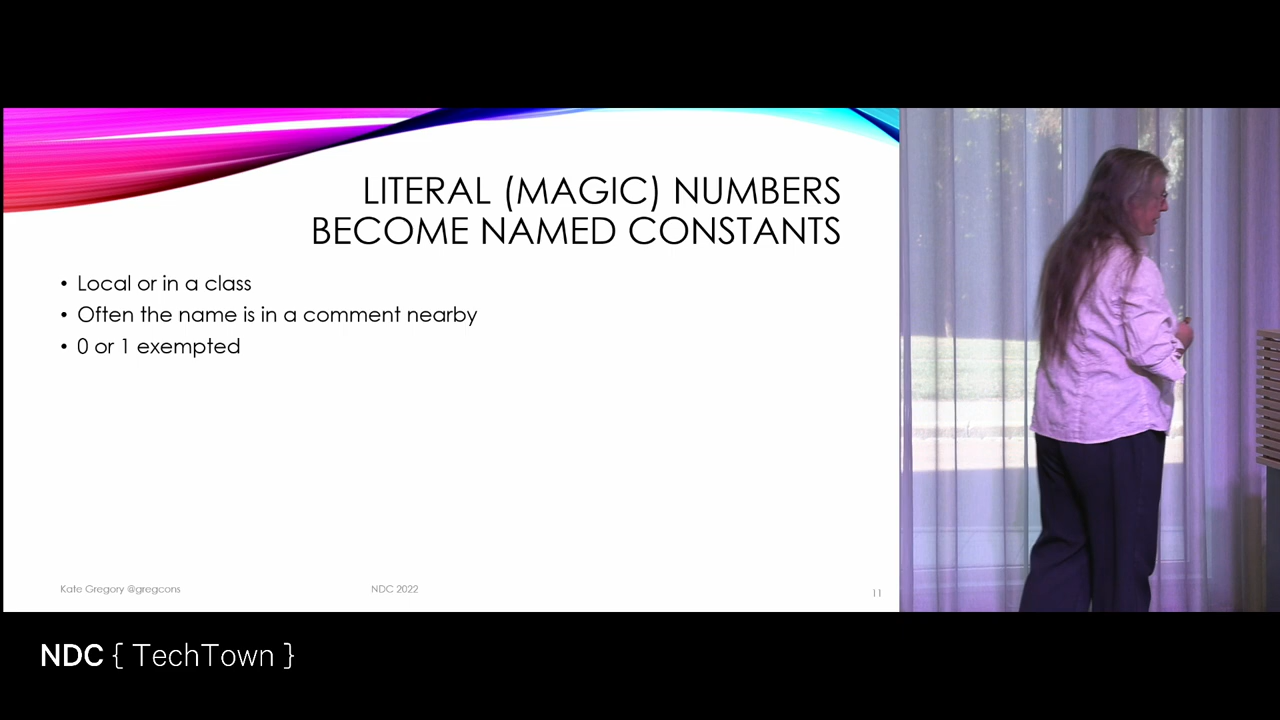 LITERAL (MAGIC) NUMBERS
BECOME NAMED CONSTANTS
• Local or in a class
• Often the name is in a comment nearby
• 0 or 1 exempted
Kate Gregory @gregcons
NDC 2022
11
NDC { TechTown }